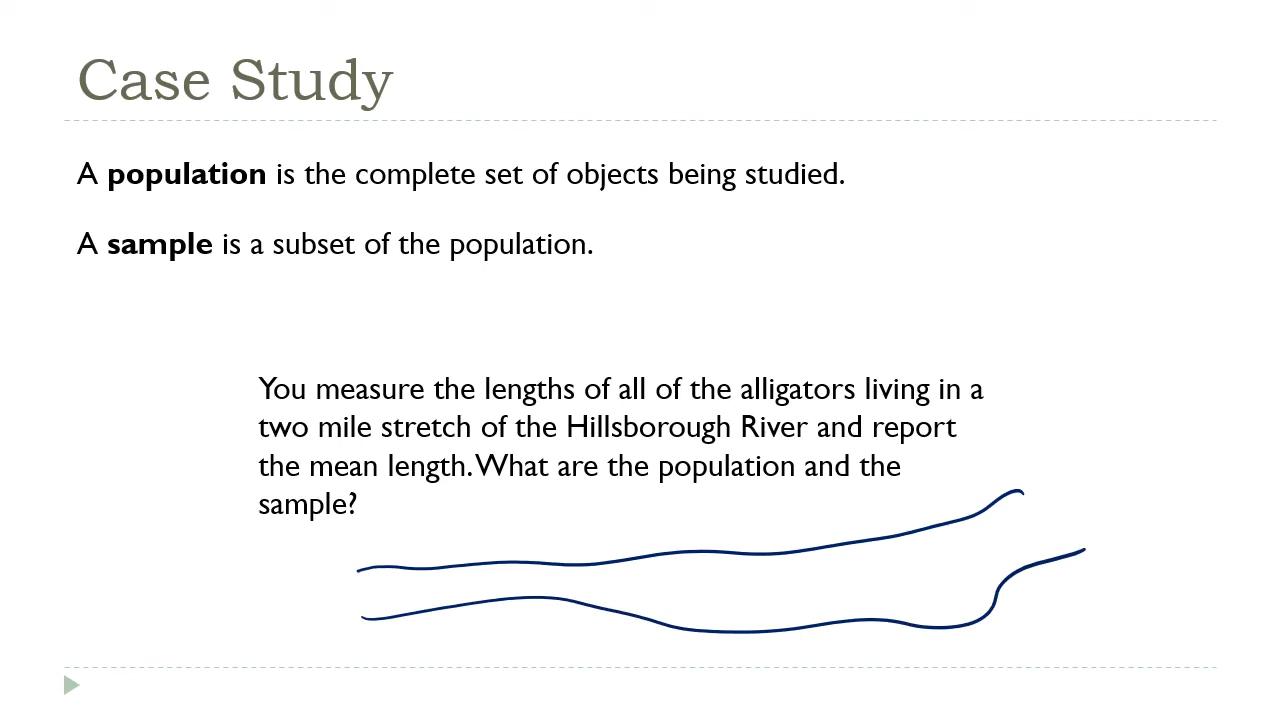 Case Study
A population is the complete set of objects being studied.
A sample is a subset of the population.
You measure the lengths of all of the alligators living in a
two mile stretch of the Hillsborough River and report
the mean length. What are the population and the
sample?